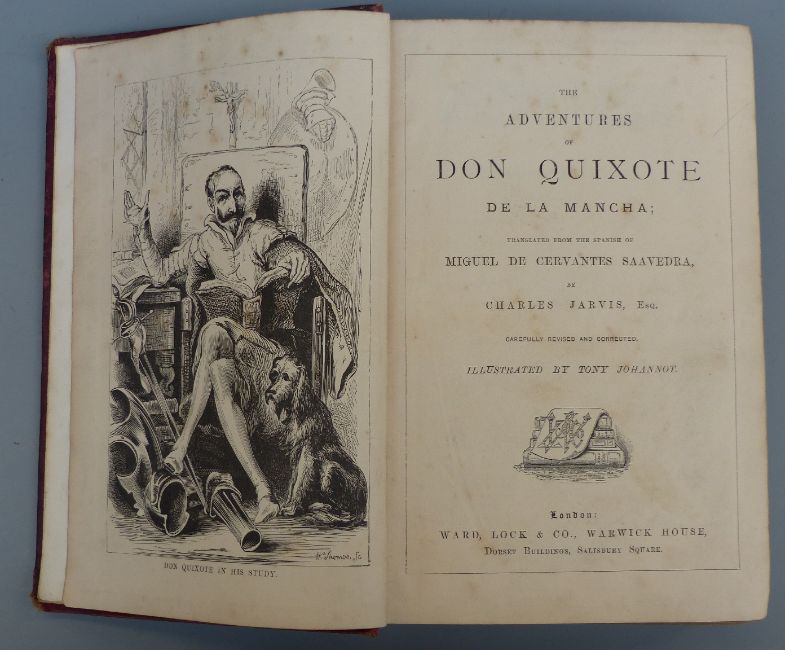 W. Thomas, Sc
DON QUIXOTE IN HIS STUDY.
THE
ADVENTURES
OF
DON QUIXOTE
DE LA MANCHA;
TRANSLATED FROM THE SPANISH OF
MIGUEL DE CERVANTES SAAVEDRA,
BY
CHARLES JARVIS, Esq.
CAREFULLY REVISED AND CORRECTED.
ILLUSTRATED BY TONY JOHANNOT.
London:
WARD, LOCK & CO., WARWICK HOUSE,
DORSET BUILDINGS, SALISBURY SQUARE.